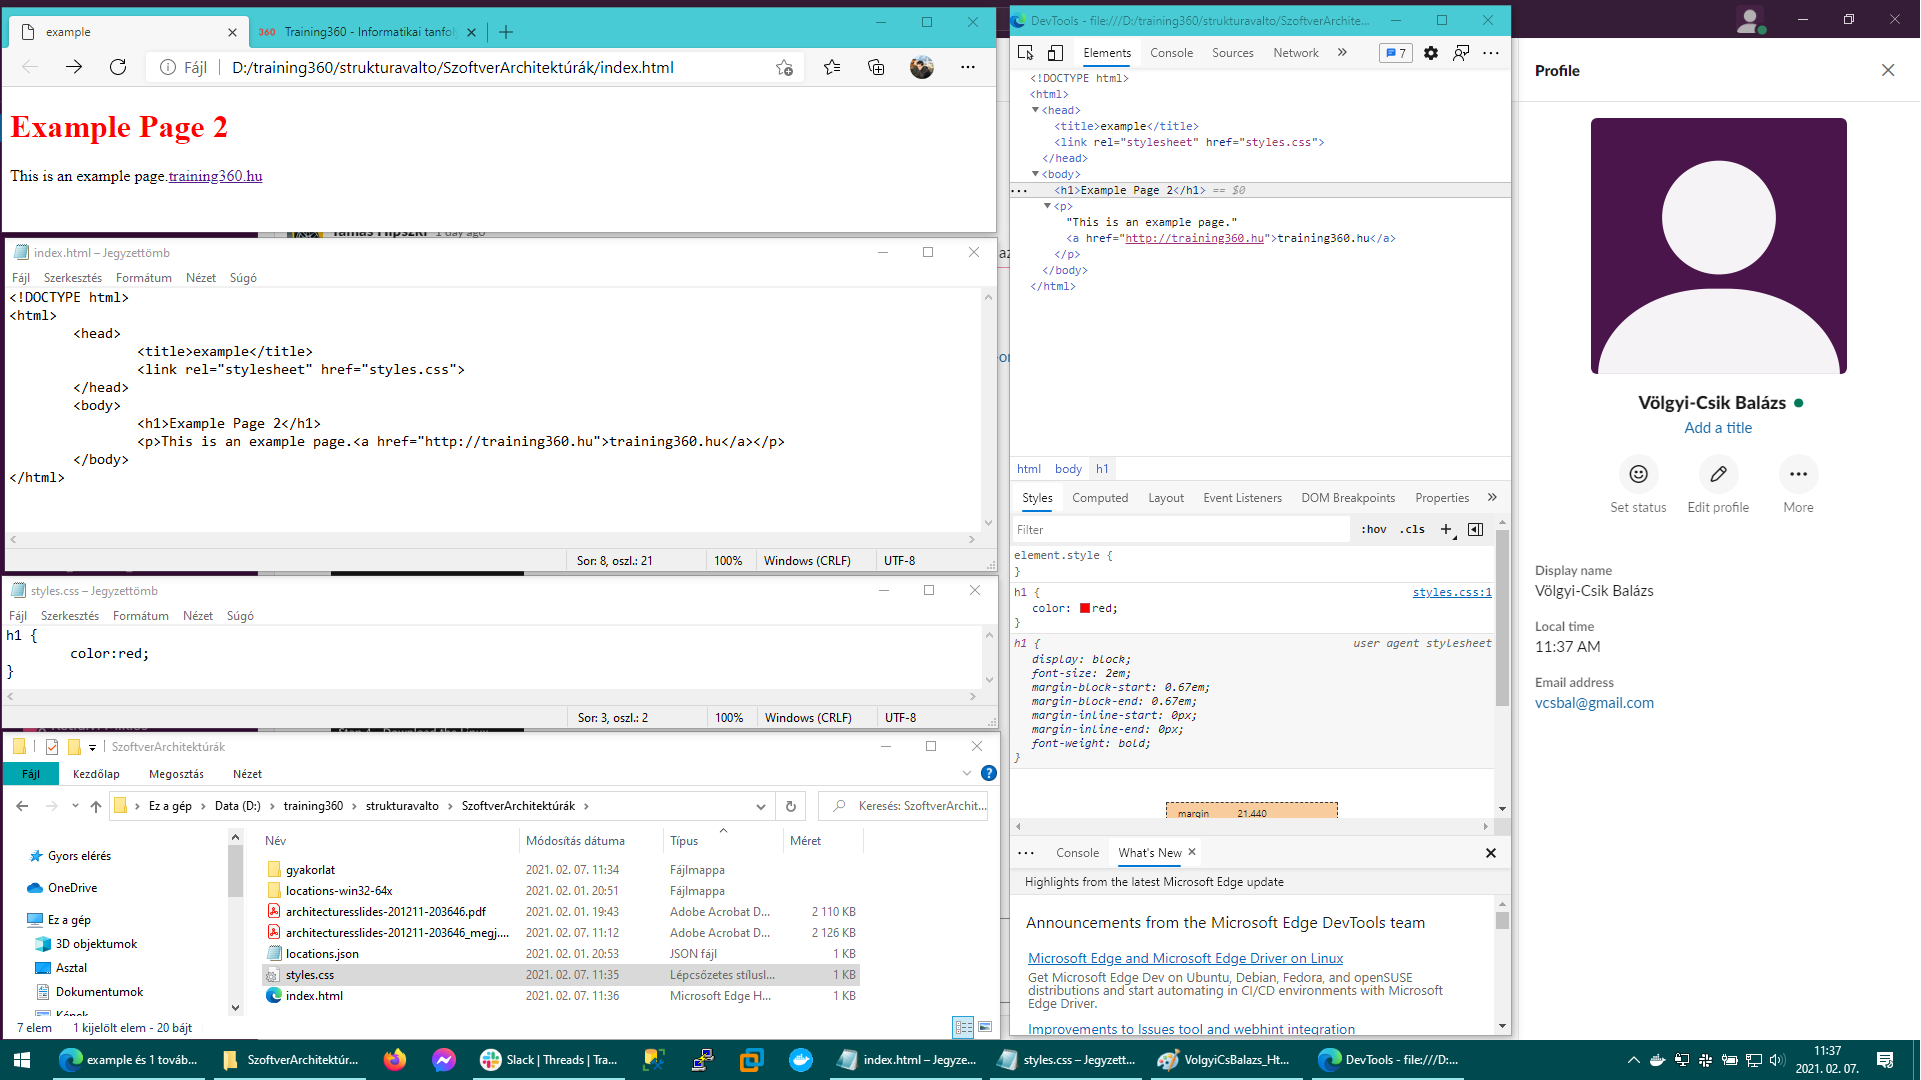 example
360 Training360 - Informatikai tanfol
Fájl D:/training360/strukturavalto/SzoftverArchitektúrák/index.html
Example Page 2
This is an example page.training360.hu
1 day ago
index.html – Jegyzettömb
Fájl Szerkesztés Formátum Nézet Súgó
<!DOCTYPE html>
<html>
<head>
<title>example</title>
<link rel="stylesheet" href="styles.css">
</head>
<body>
<h1>Example Page 2</h1>
<p>This is an example page.<a href="http://training360.hu">training360.hu</a></p>
</body>
</html>
Sor: 8, oszl.: 21 100% Windows (CRLF) UTF-8
styles.css – Jegyzettömb
Fájl Szerkesztés Formátum Nézet Súgó
h1 {
color:red;
}
Sor: 3, oszl.: 2 100% Windows (CRLF) UTF-8
SzoftverArchitektúrák
Fájl Kezdőlap Megosztás Nézet
Ez a gép Data (D:) training360 strukturavalto SzoftverArchitektúrák
Keresés: SzoftverArchit...
Gyors elérés
OneDrive
Ez a gép
3D objektumok
Asztal
Dokumentumok
Képek
Név Módosítás dátuma Típus Méret
gyakorlat 2021. 02. 07. 11:34 Fájlmappa
locations-win32-64x 2021. 02. 01. 20:51 Fájlmappa
architecturesslides-201211-203646.pdf 2021. 02. 01. 19:43 Adobe Acrobat D... 2 110 KB
architecturesslides-201211-203646_megj.... 2021. 02. 07. 11:12 Adobe Acrobat D... 2 126 KB
locations.json 2021. 02. 01. 20:53 JSON fájl 1 KB
styles.css 2021. 02. 07. 11:35 Lépcsőzetes stílusl... 1 KB
index.html 2021. 02. 07. 11:36 Microsoft Edge H... 1 KB
7 elem 1 kijelölt elem - 20 bájt
DevTools - file:///D:/training360/strukturavalto/SzoftverArchite...
Elements Console Sources Network 7
<!DOCTYPE html>
<html>
<head>
<title>example</title>
<link rel="stylesheet" href="styles.css">
</head>
<body>
<h1>Example Page 2</h1> == $0
<p>
"This is an example page."
<a href="http://training360.hu">training360.hu</a>
</p>
</body>
</html>
html body h1
Styles Computed Layout Event Listeners DOM Breakpoints Properties
Filter :hov .cls
element.style {
}
h1 { styles.css:1
color: red;
}
h1 { user agent stylesheet
display: block;
font-size: 2em;
margin-block-start: 0.67em;
margin-block-end: 0.67em;
margin-inline-start: 0px;
margin-inline-end: 0px;
font-weight: bold;
}
margin 21.440
Console What's New
Highlights from the latest Microsoft Edge update
Announcements from the Microsoft Edge DevTools team
Microsoft Edge and Microsoft Edge Driver on Linux
Get Microsoft Edge Dev on Ubuntu, Debian, Fedora, and openSUSE
distributions and start automating in CI/CD environments with Microsoft
Edge Driver.
Improvements to Issues tool and webhint integration
Profile
Völgyi-Csik Balázs
Add a title
Set status Edit profile More
Display name
Völgyi-Csik Balázs
Local time
11:37 AM
Email address
vcsbal@gmail.com
example és 1 továb... SzoftverArchitektúr... Slack | Threads | Tra... index.html – Jegyze... styles.css – Jegyzett... VolgyiCsBalazs_Ht... DevTools - file:///D:...
11:37
2021. 02. 07.